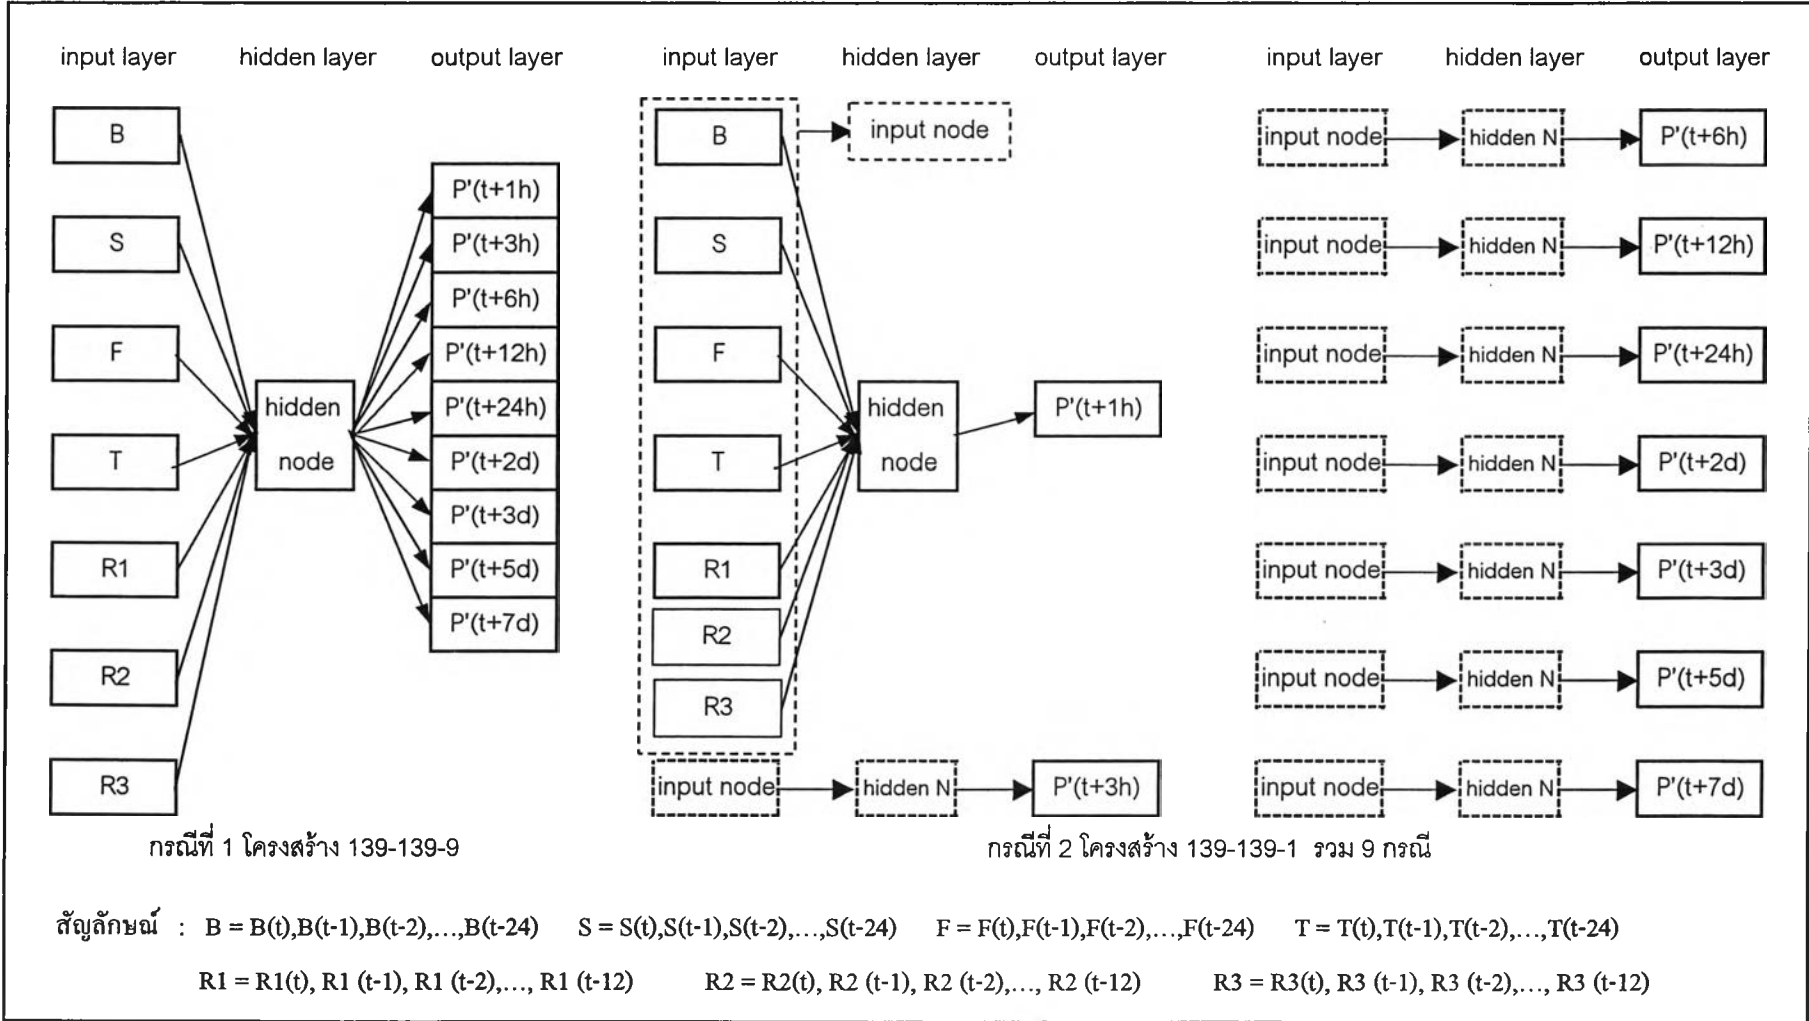 input layer hidden layer output layer
B
S
F
T
R1
R2
R3
hidden
node
P'(t+1h)
P'(t+3h)
P'(t+6h)
P'(t+12h)
P'(t+24h)
P'(t+2d)
P'(t+3d)
P'(t+5d)
P'(t+7d)
กรณีที่ 1 โครงสร้าง 139-139-9
input layer hidden layer output layer
B
S
F
T
R1
R2
R3
input node
hidden
node
P'(t+1h)
input node hidden N P'(t+3h)
input layer hidden layer output layer
input node hidden N P'(t+6h)
input node hidden N P'(t+12h)
input node hidden N P'(t+24h)
input node hidden N P'(t+2d)
input node hidden N P'(t+3d)
input node hidden N P'(t+5d)
input node hidden N P'(t+7d)
กรณีที่ 2 โครงสร้าง 139-139-1 รวม 9 กรณี
สัญลักษณ์ : B = B(t),B(t-1),B(t-2),...,B(t-24) S = S(t),S(t-1),S(t-2),...,S(t-24) F = F(t),F(t-1),F(t-2),...,F(t-24) T = T(t),T(t-1),T(t-2),...,T(t-24)
R1 = R1(t), R1 (t-1), R1 (t-2),..., R1 (t-12) R2 = R2(t), R2 (t-1), R2 (t-2),..., R2 (t-12) R3 = R3(t), R3 (t-1), R3 (t-2),..., R3 (t-12)